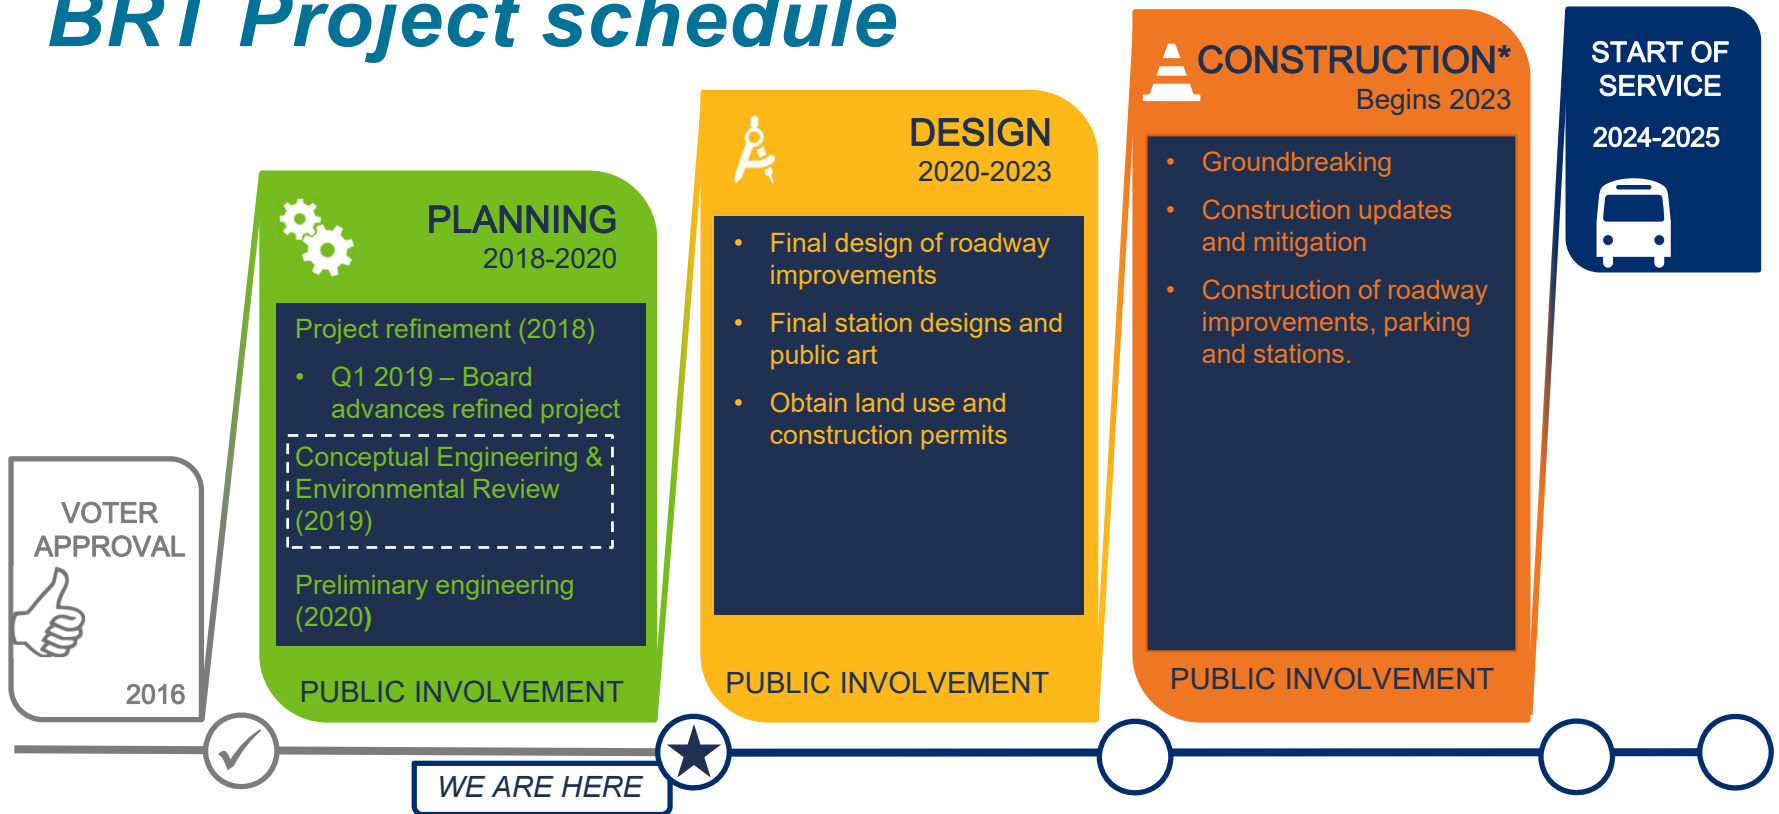 BRT Project schedule
VOTER
APPROVAL
2016
PLANNING
2018-2020
Project refinement (2018)
• Q1 2019 – Board
advances refined project
Conceptual Engineering &
Environmental Review
(2019)
Preliminary engineering
(2020)
PUBLIC INVOLVEMENT
DESIGN
2020-2023
• Final design of roadway
improvements
• Final station designs and
public art
• Obtain land use and
construction permits
PUBLIC INVOLVEMENT
CONSTRUCTION*
Begins 2023
• Groundbreaking
• Construction updates
and mitigation
• Construction of roadway
improvements, parking
and stations.
PUBLIC INVOLVEMENT
START OF
SERVICE
2024-2025
WE ARE HERE